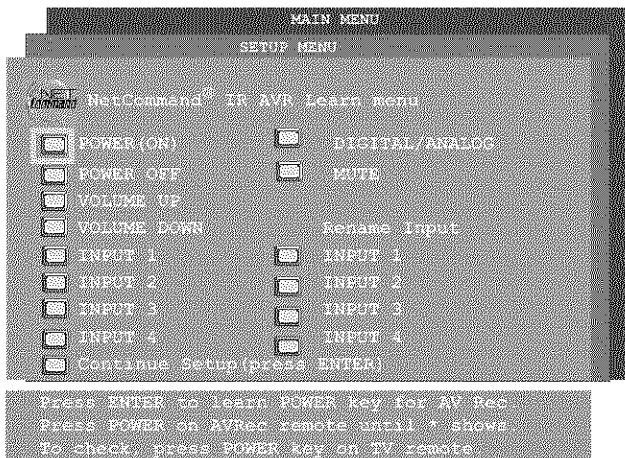 MAIN MENU
SETUP MENU
NET Command NetCommand™ IR AVR Learn menu
POWER(ON)
DIGITAL/ANALOG
POWER OFF
MUTE
VOLUME UP
VOLUME DOWN
Rename Input
INPUT 1
INPUT 1
INPUT 2
INPUT 2
INPUT 3
INPUT 3
INPUT 4
INPUT 4
Continue Setup(press ENTER)
Press ENTER to learn POWER key for AV Rec
Press POWER on AVRec remote until * shows.
To check, press POWER key on TV remote